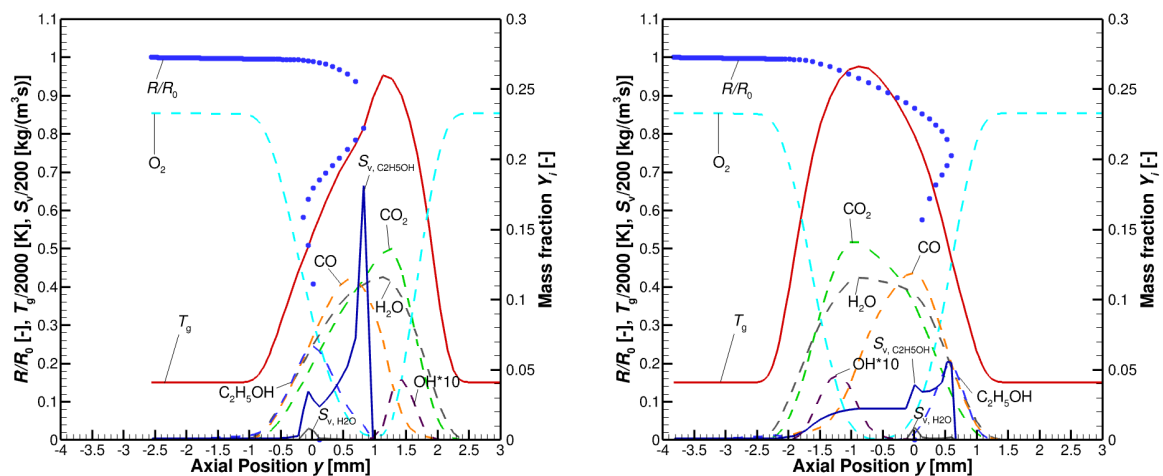 R/R0 [-], Tg/2000 [K], Sv/200 [kg/(m3s)]
1
0.9
0.8
0.7
0.6
0.5
0.4
0.3
0.2
0.1
0
R/R0
O2
Sv, C2H5OH
CO2
CO
H2O
Tg
C2H5OH
OH*10
Sv, H2O
-4 -3.5 -3 -2.5 -2 -1.5 -1 -0.5 0 0.5 1 1.5 2 2.5 3
Axial Position y [mm]
0.3
0.25
0.2
0.15
0.1
0.05
0
Mass fraction Yi [-]
R/R0 [-], Tg/2000 [K], Sv/200 [kg/(m3s)]
1
0.9
0.8
0.7
0.6
0.5
0.4
0.3
0.2
0.1
0
R/R0
O2
CO2
CO
H2O
Tg
Sv, C2H5OH
OH*10
C2H5OH
Sv, H2O
-4 -3.5 -3 -2.5 -2 -1.5 -1 -0.5 0 0.5 1 1.5 2 2.5 3
Axial Position y [mm]
0.3
0.25
0.2
0.15
0.1
0.05
0
Mass fraction Yi [-]